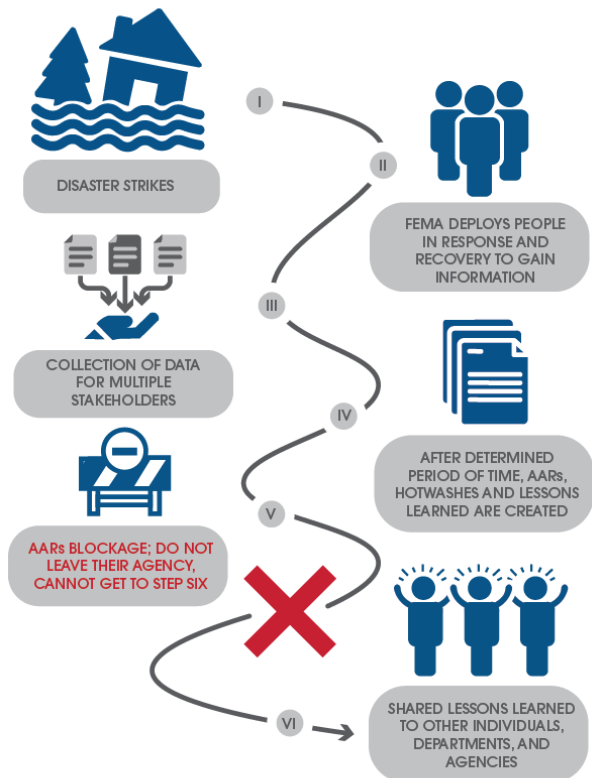 I
DISASTER STRIKES
II
FEMA DEPLOYS PEOPLE
IN RESPONSE AND
RECOVERY TO GAIN
INFORMATION
III
COLLECTION OF DATA
FOR MULTIPLE
STAKEHOLDERS
IV
AFTER DETERMINED
PERIOD OF TIME, AARs,
HOTWASHES AND LESSONS
LEARNED ARE CREATED
V
AARs BLOCKAGE; DO NOT
LEAVE THEIR AGENCY,
CANNOT GET TO STEP SIX
VI
SHARED LESSONS LEARNED
TO OTHER INDIVIDUALS,
DEPARTMENTS, AND
AGENCIES